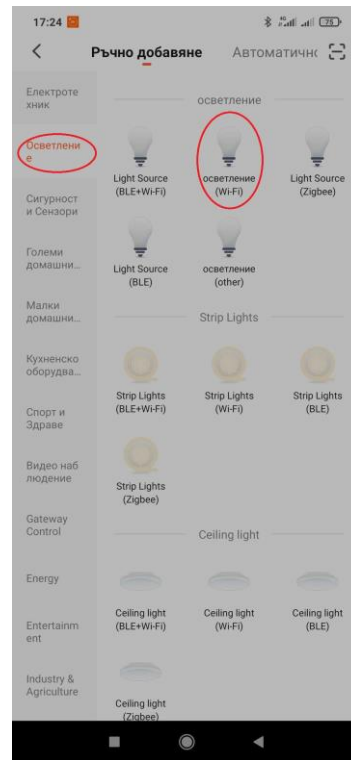 17:24
4G
75
Ръчно добавяне
Автоматичнс
Електроте
хник
Осветлени
е
Сигурност
и Сензори
Големи
домашни...
Малки
домашни...
Кухненско
оборудва...
Спорт и
Здраве
Видео наб
людение
Gateway
Control
Energy
Entertainm
ent
Industry &
Agriculture
осветление
Light Source
(BLE+Wi-Fi)
осветление
(Wi-Fi)
Light Source
(Zigbee)
Light Source
(BLE)
осветление
(other)
Strip Lights
Strip Lights
(BLE+Wi-Fi)
Strip Lights
(Wi-Fi)
Strip Lights
(BLE)
Strip Lights
(Zigbee)
Ceiling light
Ceiling light
(BLE+Wi-Fi)
Ceiling light
(Wi-Fi)
Ceiling light
(BLE)
Ceiling light
(Zigbee)